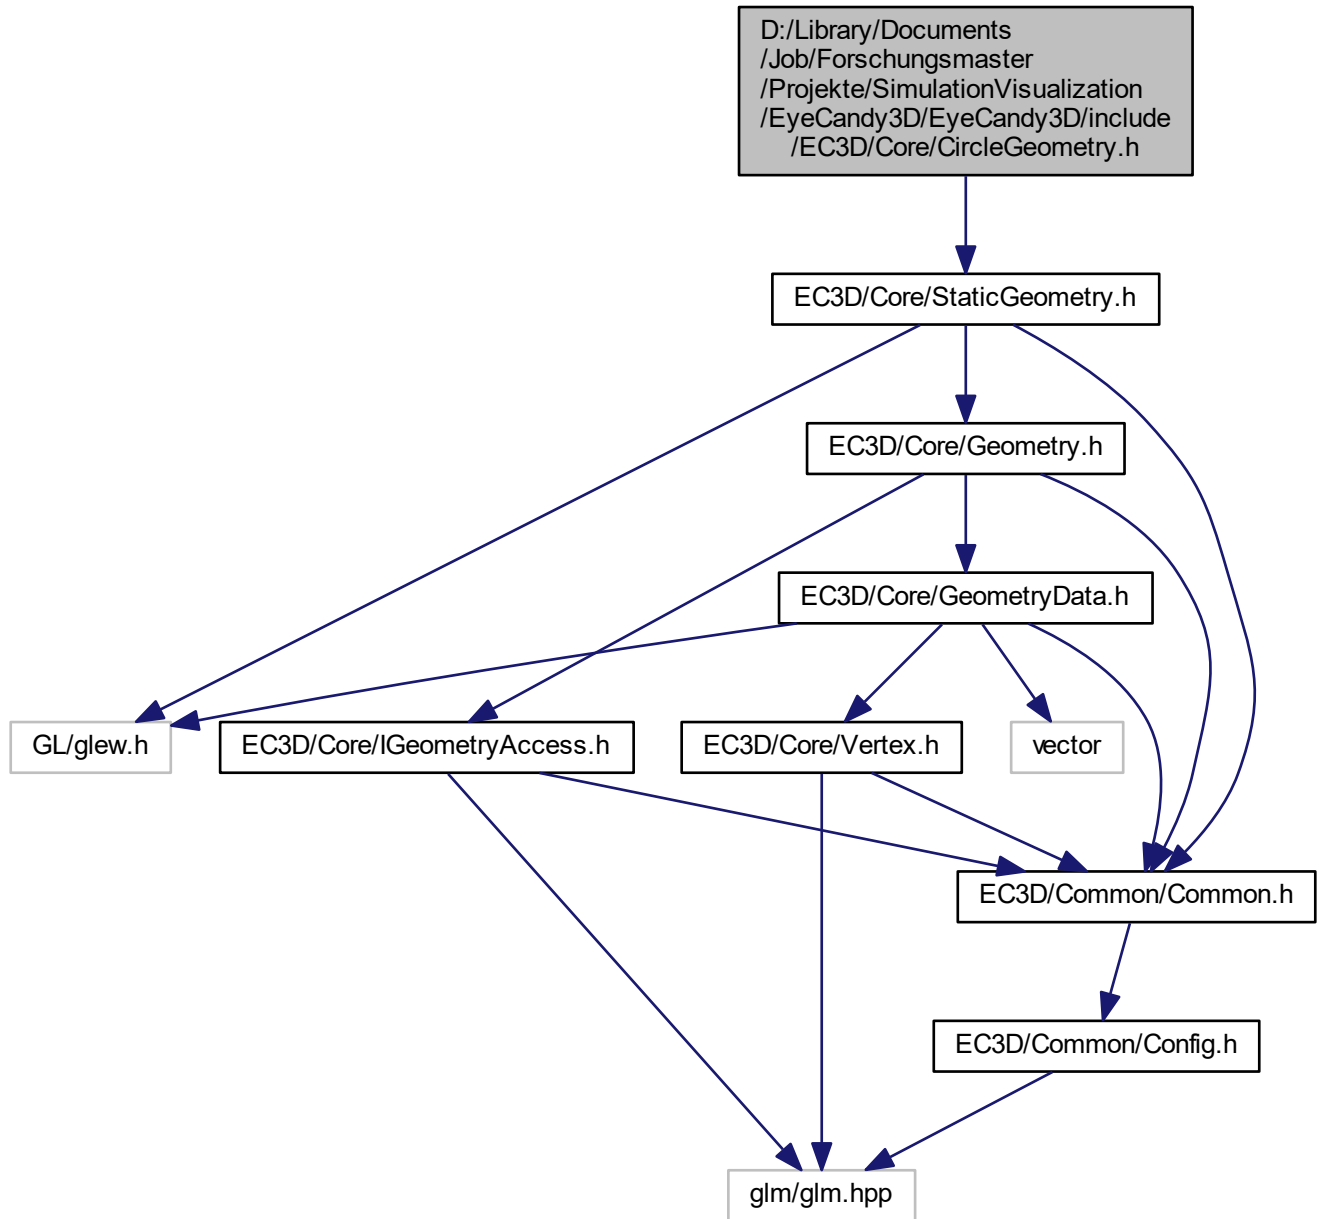 D:/Library/Documents
/Job/Forschungsmaster
/Projekte/SimulationVisualization
/EyeCandy3D/EyeCandy3D/include
/EC3D/Core/CircleGeometry.h
EC3D/Core/StaticGeometry.h
EC3D/Core/Geometry.h
EC3D/Core/GeometryData.h
GL/glew.h
EC3D/Core/IGeometryAccess.h
EC3D/Core/Vertex.h
vector
EC3D/Common/Common.h
EC3D/Common/Config.h
glm/glm.hpp